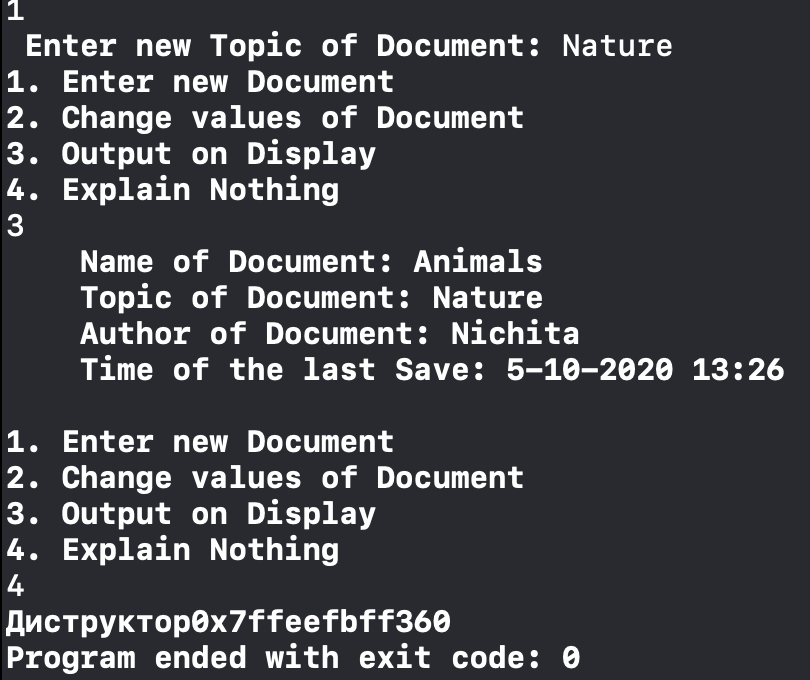 1
Enter new Topic of Document: Nature
1. Enter new Document
2. Change values of Document
3. Output on Display
4. Explain Nothing
3
Name of Document: Animals
Topic of Document: Nature
Author of Document: Nichita
Time of the last Save: 5-10-2020 13:26
1. Enter new Document
2. Change values of Document
3. Output on Display
4. Explain Nothing
4
Диструктор0x7ffeefbff360
Program ended with exit code: 0